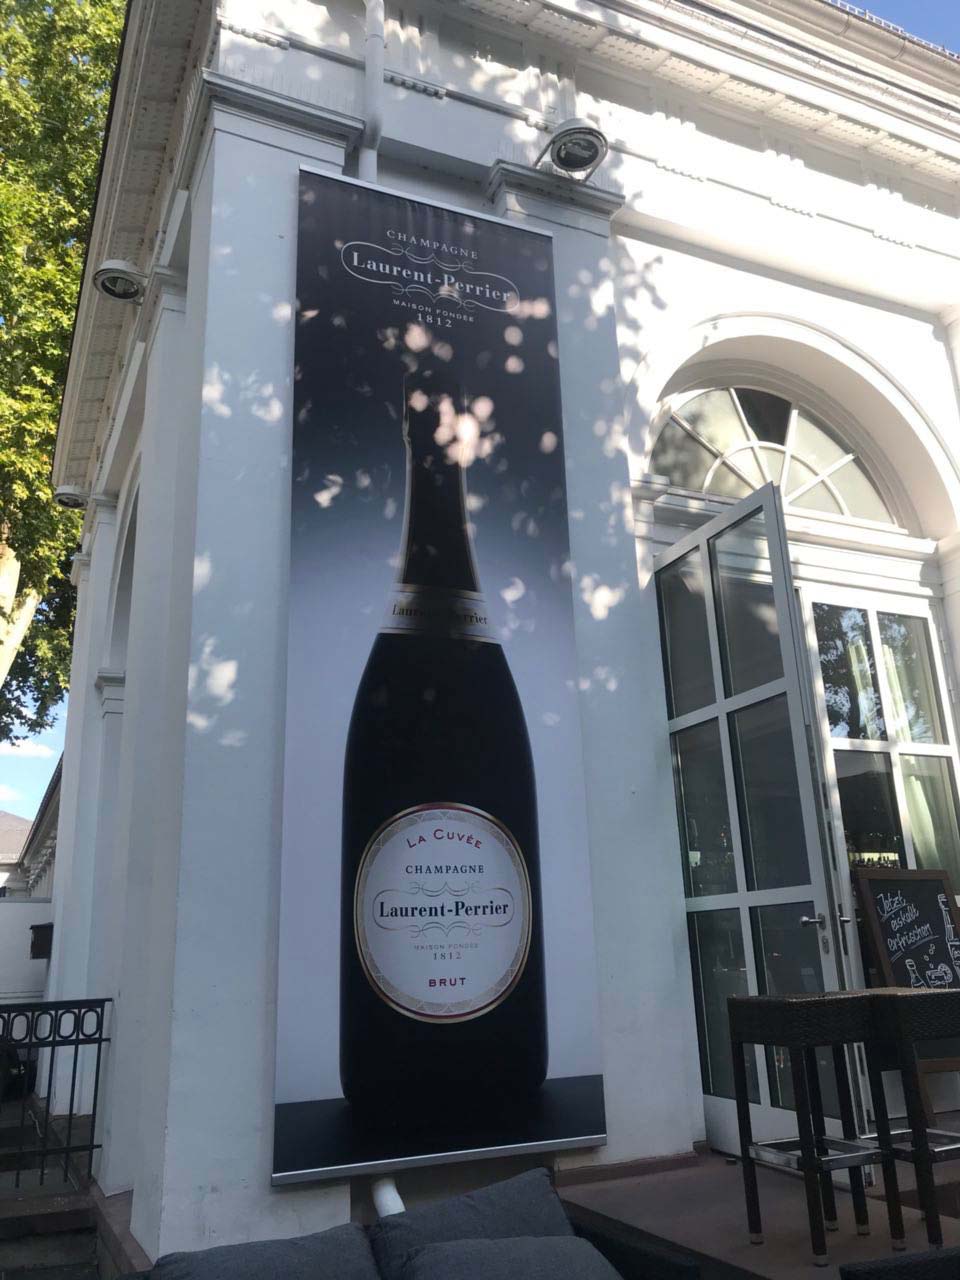 CHAMPAGNE
Laurent-Perrier
MAISON FONDÉE
1812
Laurent-Perrier
LA CUVÉE
CHAMPAGNE
Laurent-Perrier
MAISON FONDÉE
1812
BRUT
Jetzt
eiskalt
erfrischen